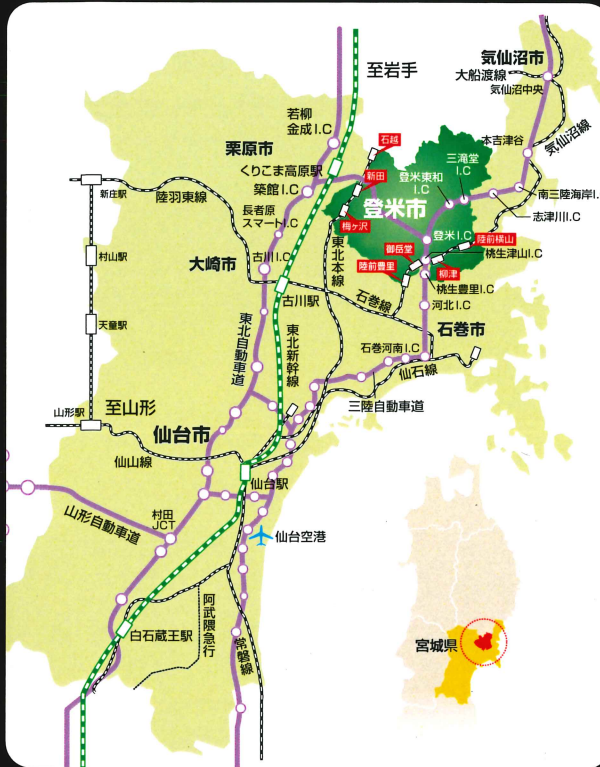 気仙沼市
大船渡線
気仙沼中央
至岩手
若柳
金成I.C
栗原市
くりこま高原駅
築館I.C
長者原
スマートI.C
石越
新田
梅ヶ沢
登米市
登米東和
I.C
三滝堂
I.C
本吉津谷
気仙沼線
南三陸海岸I.
志津川I.C
登米I.C
陸前横山
御岳堂
桃生津山I.C
陸前豊里
柳津
桃生豊里I.C
河北I.C
新庄駅
陸羽東線
村山駅
天童駅
大崎市
古川I.C
古川駅
東北本線
石巻線
石巻市
石巻河南I.C
仙石線
三陸自動車道
東北自動車道
東北新幹線
山形駅
至山形
仙台市
仙山線
仙台駅
山形自動車道
村田
JCT
仙台空港
白石蔵王駅
阿武隈急行
常磐線
宮城県